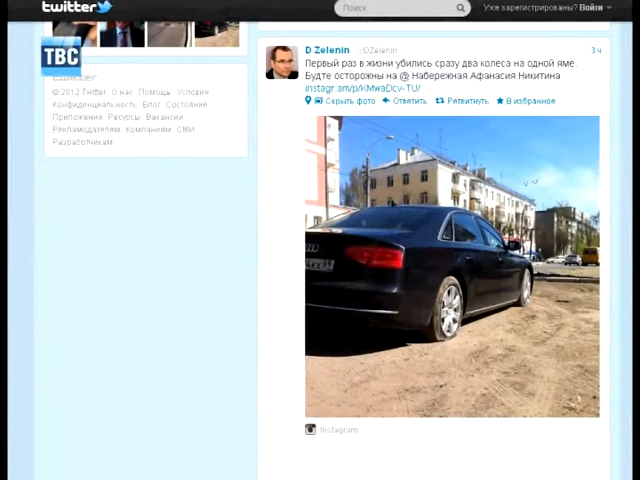 twitter
Поиск
Уже зарегистрированы? Войти
ТВС
twitter
© 2012 Twitter О нас Помощь Условия
Конфиденциальность Блог Состояние
Приложения Ресурсы Вакансии
Рекламодателям Компаниям СМИ
Разработчикам
D Zelenin @DZelenin
3 ч
Первый раз в жизни убились сразу два колеса на одной яме.
Будте осторожны на @ Набережная Афанасия Никитина
instagr.am/p/KMwaDcv-TU/
Скрыть фото Ответить Ретвитнуть В избранное
Instagram